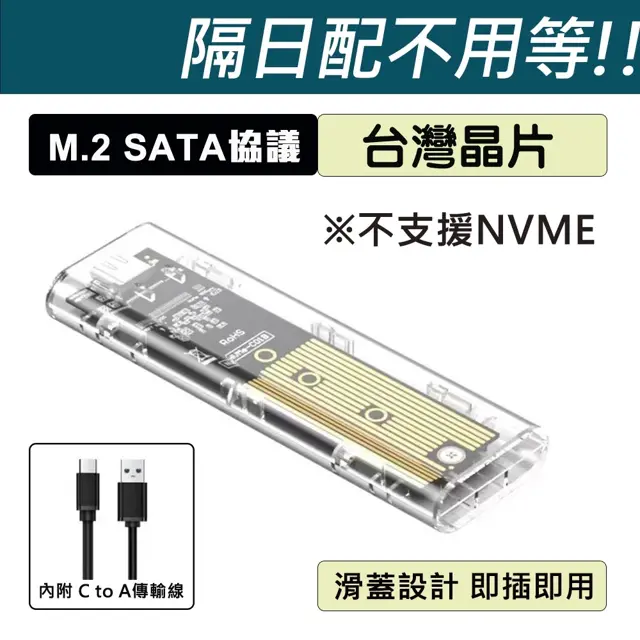 隔日配不用等!!
M.2 SATA協議
台灣晶片
※不支援NVME
RoHS
內附 C to A傳輸線
滑蓋設計 即插即用